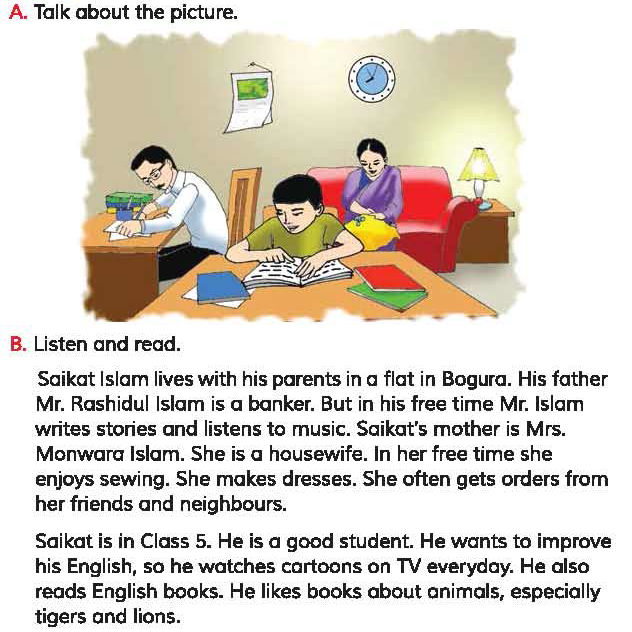 A. Talk about the picture.
B. Listen and read.
Saikat Islam lives with his parents in a flat in Bogura. His father
Mr. Rashidul Islam is a banker. But in his free time Mr. Islam
writes stories and listens to music. Saikat's mother is Mrs.
Monwara Islam. She is a housewife. In her free time she
enjoys sewing. She makes dresses. She often gets orders from
her friends and neighbours.
Saikat is in Class 5. He is a good student. He wants to improve
his English, so he watches cartoons on TV everyday. He also
reads English books. He likes books about animals, especially
tigers and lions.